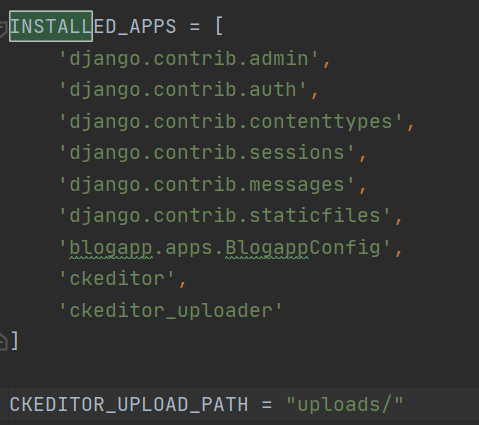 INSTALLED_APPS = [
    'django.contrib.admin',
    'django.contrib.auth',
    'django.contrib.contenttypes',
    'django.contrib.sessions',
    'django.contrib.messages',
    'django.contrib.staticfiles',
    'blogapp.apps.BlogappConfig',
    'ckeditor',
    'ckeditor_uploader'
]
CKEDITOR_UPLOAD_PATH = "uploads/"